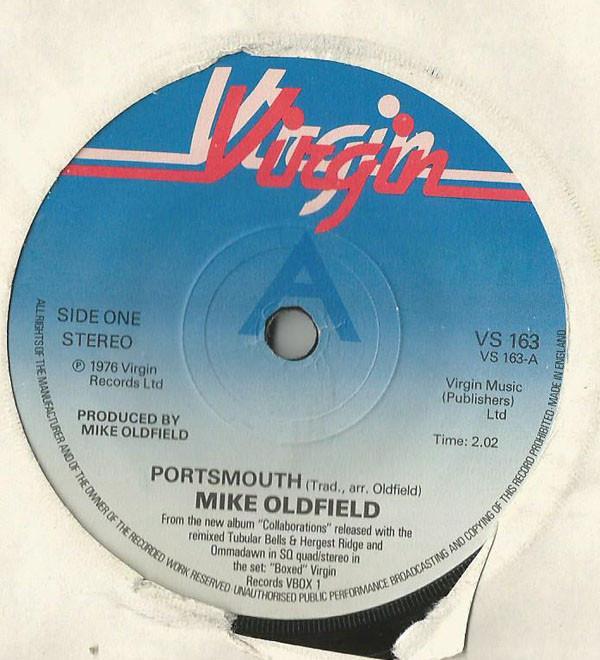 Virgin
A
SIDE ONE
STEREO
℗ 1976 Virgin
Records Ltd
PRODUCED BY
MIKE OLDFIELD
VS 163
VS 163-A
Virgin Music
(Publishers)
Ltd
Time: 2.02
PORTSMOUTH (Trad., arr. Oldfield)
MIKE OLDFIELD
From the new album "Collaborations" released with the
remixed Tubular Bells & Hergest Ridge and
Ommadawn in SQ quad/stereo in
the set: "Boxed" Virgin
Records VBOX 1
ALL RIGHTS OF THE MANUFACTURER AND OF THE OWNER OF THE RECORDED WORK RESERVED · UNAUTHORISED PUBLIC PERFORMANCE BROADCASTING AND COPYING OF THIS RECORD PROHIBITED · MADE IN ENGLAND